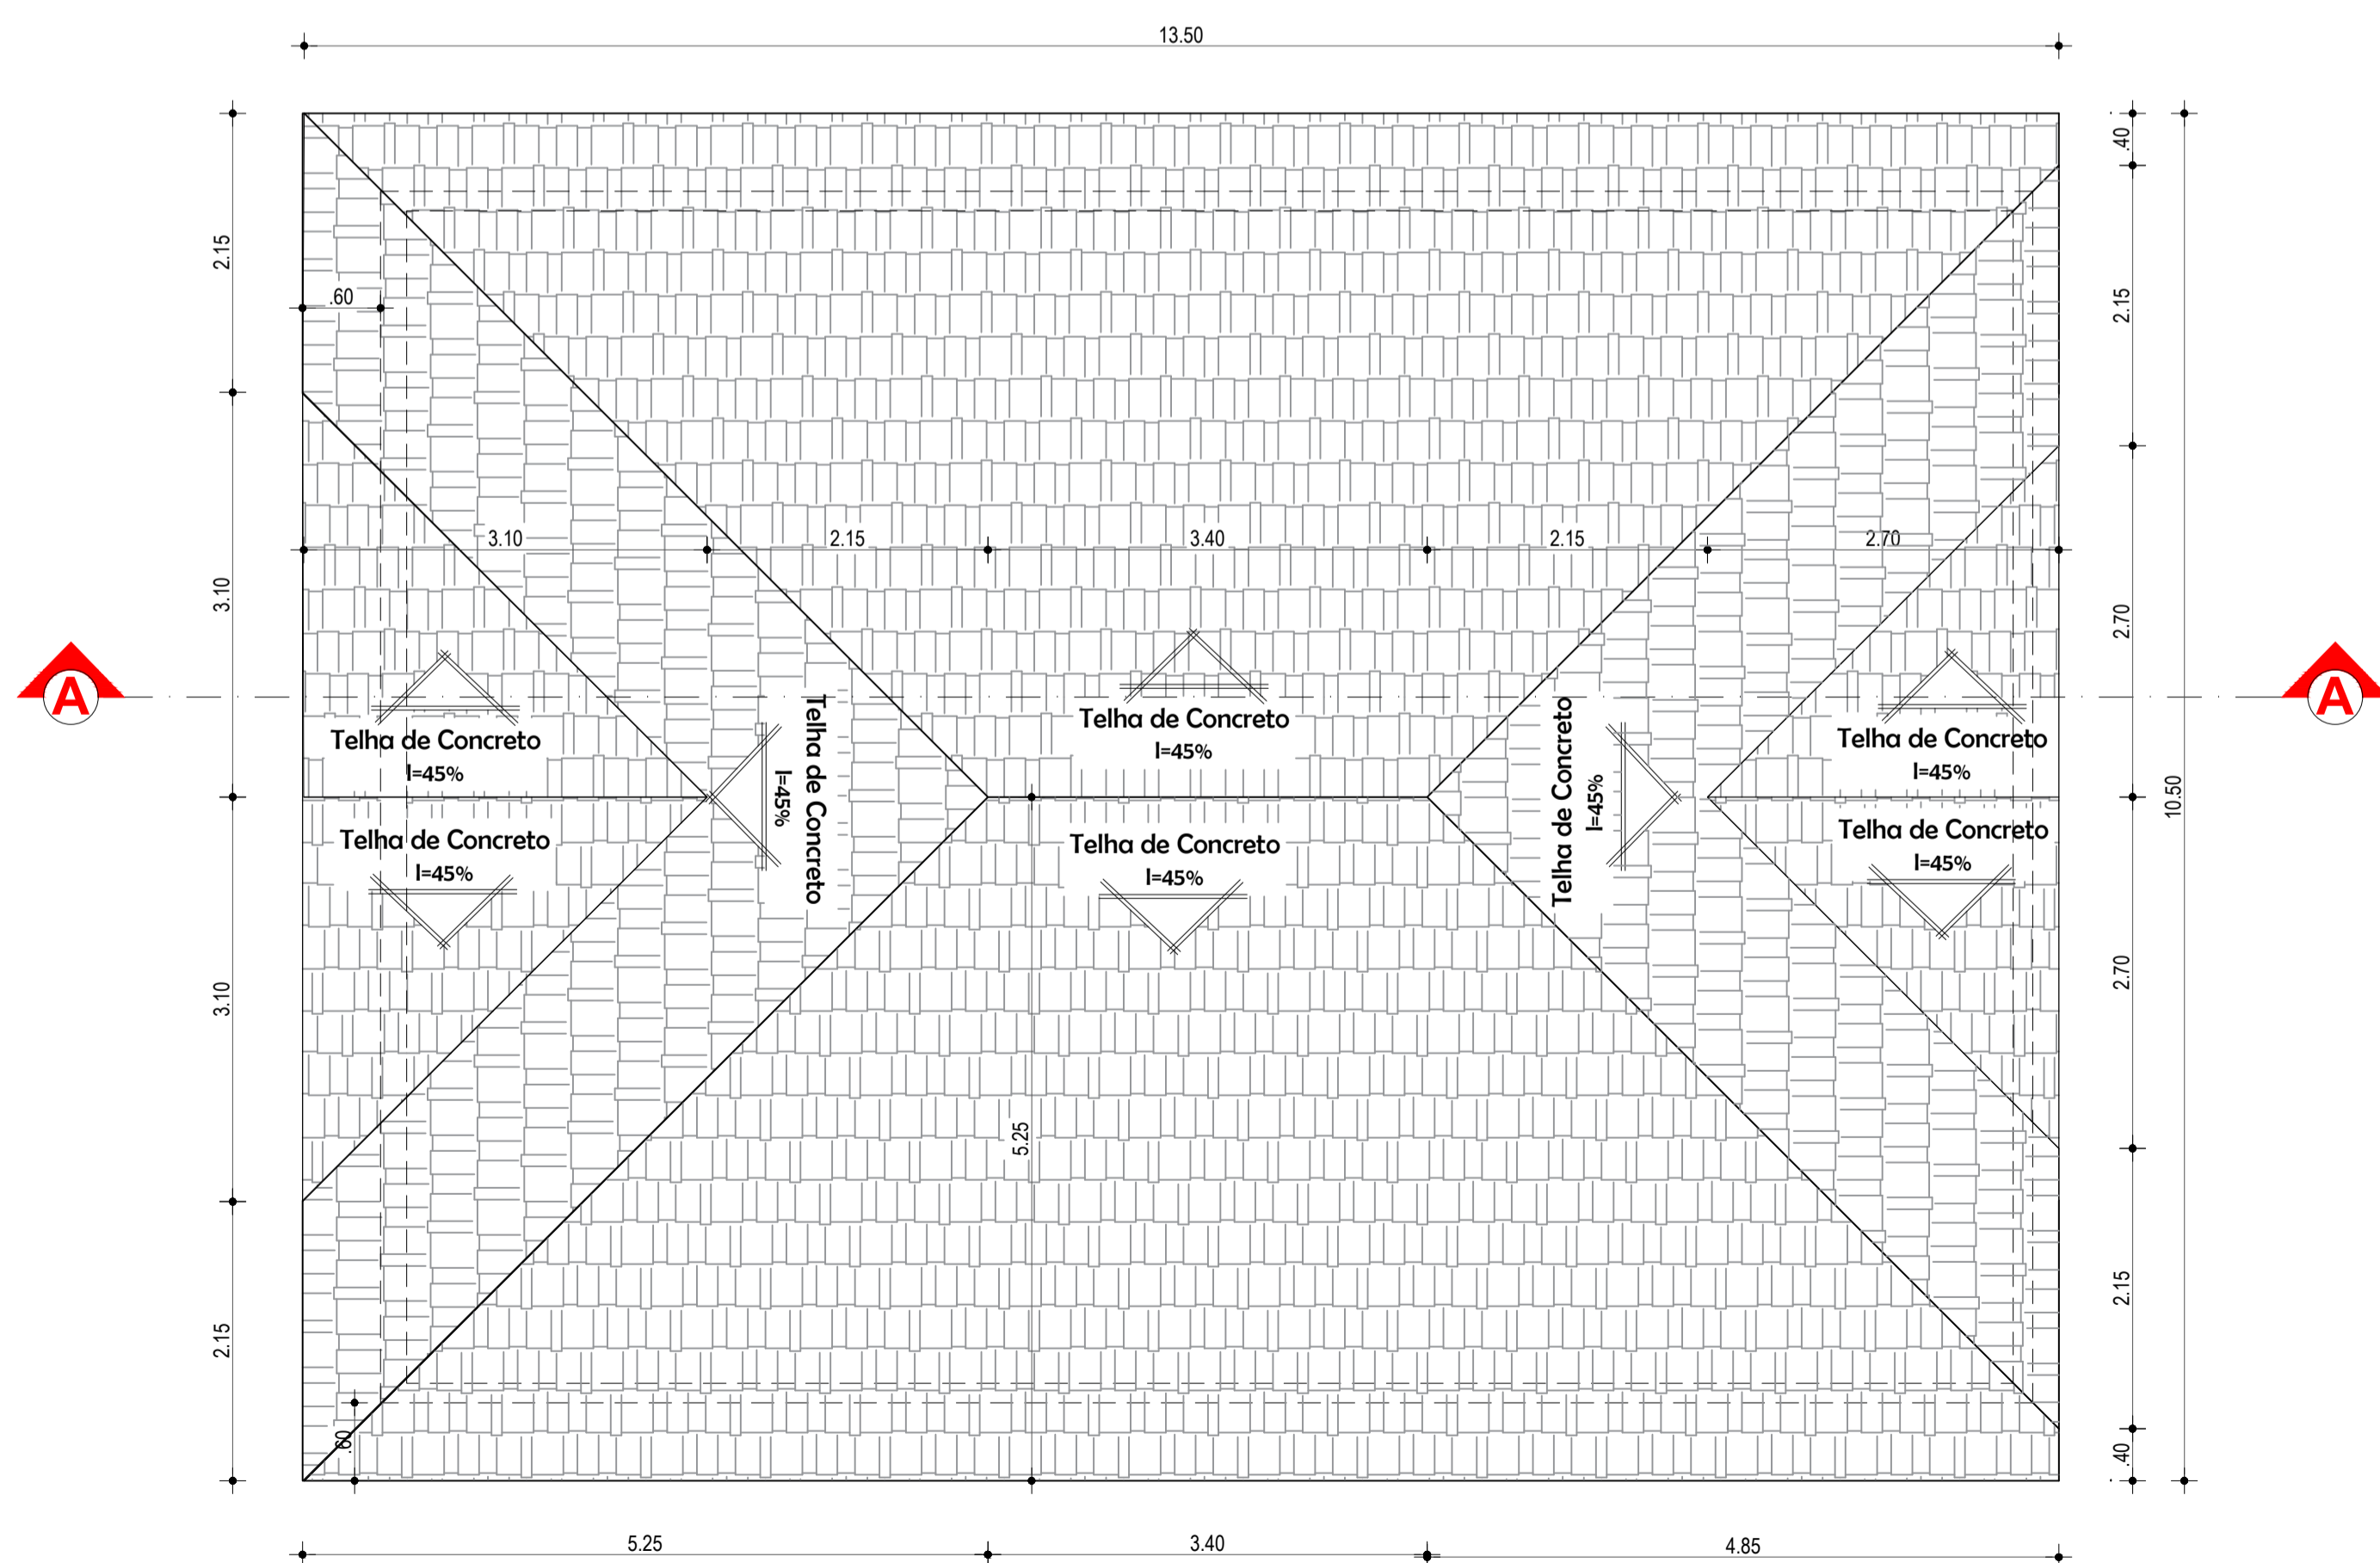 13.50
.40
2.15
.60
2.15
3.10
2.15
3.40
2.15
2.70
3.10
2.70
A
A
Telha de Concreto
I=45%
Telha de Concreto
I=45%
Telha de Concreto
I=45%
Telha de Concreto
I=45%
Telha de Concreto
I=45%
10.50
Telha de Concreto
I=45%
Telha de Concreto
I=45%
Telha de Concreto
I=45%
3.10
2.70
5.25
2.15
2.15
.60
.40
5.25
3.40
4.85